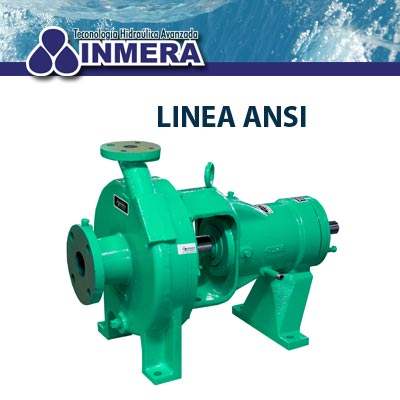 Tecnología Hidráulica Avanzada
INMERA
LINEA ANSI